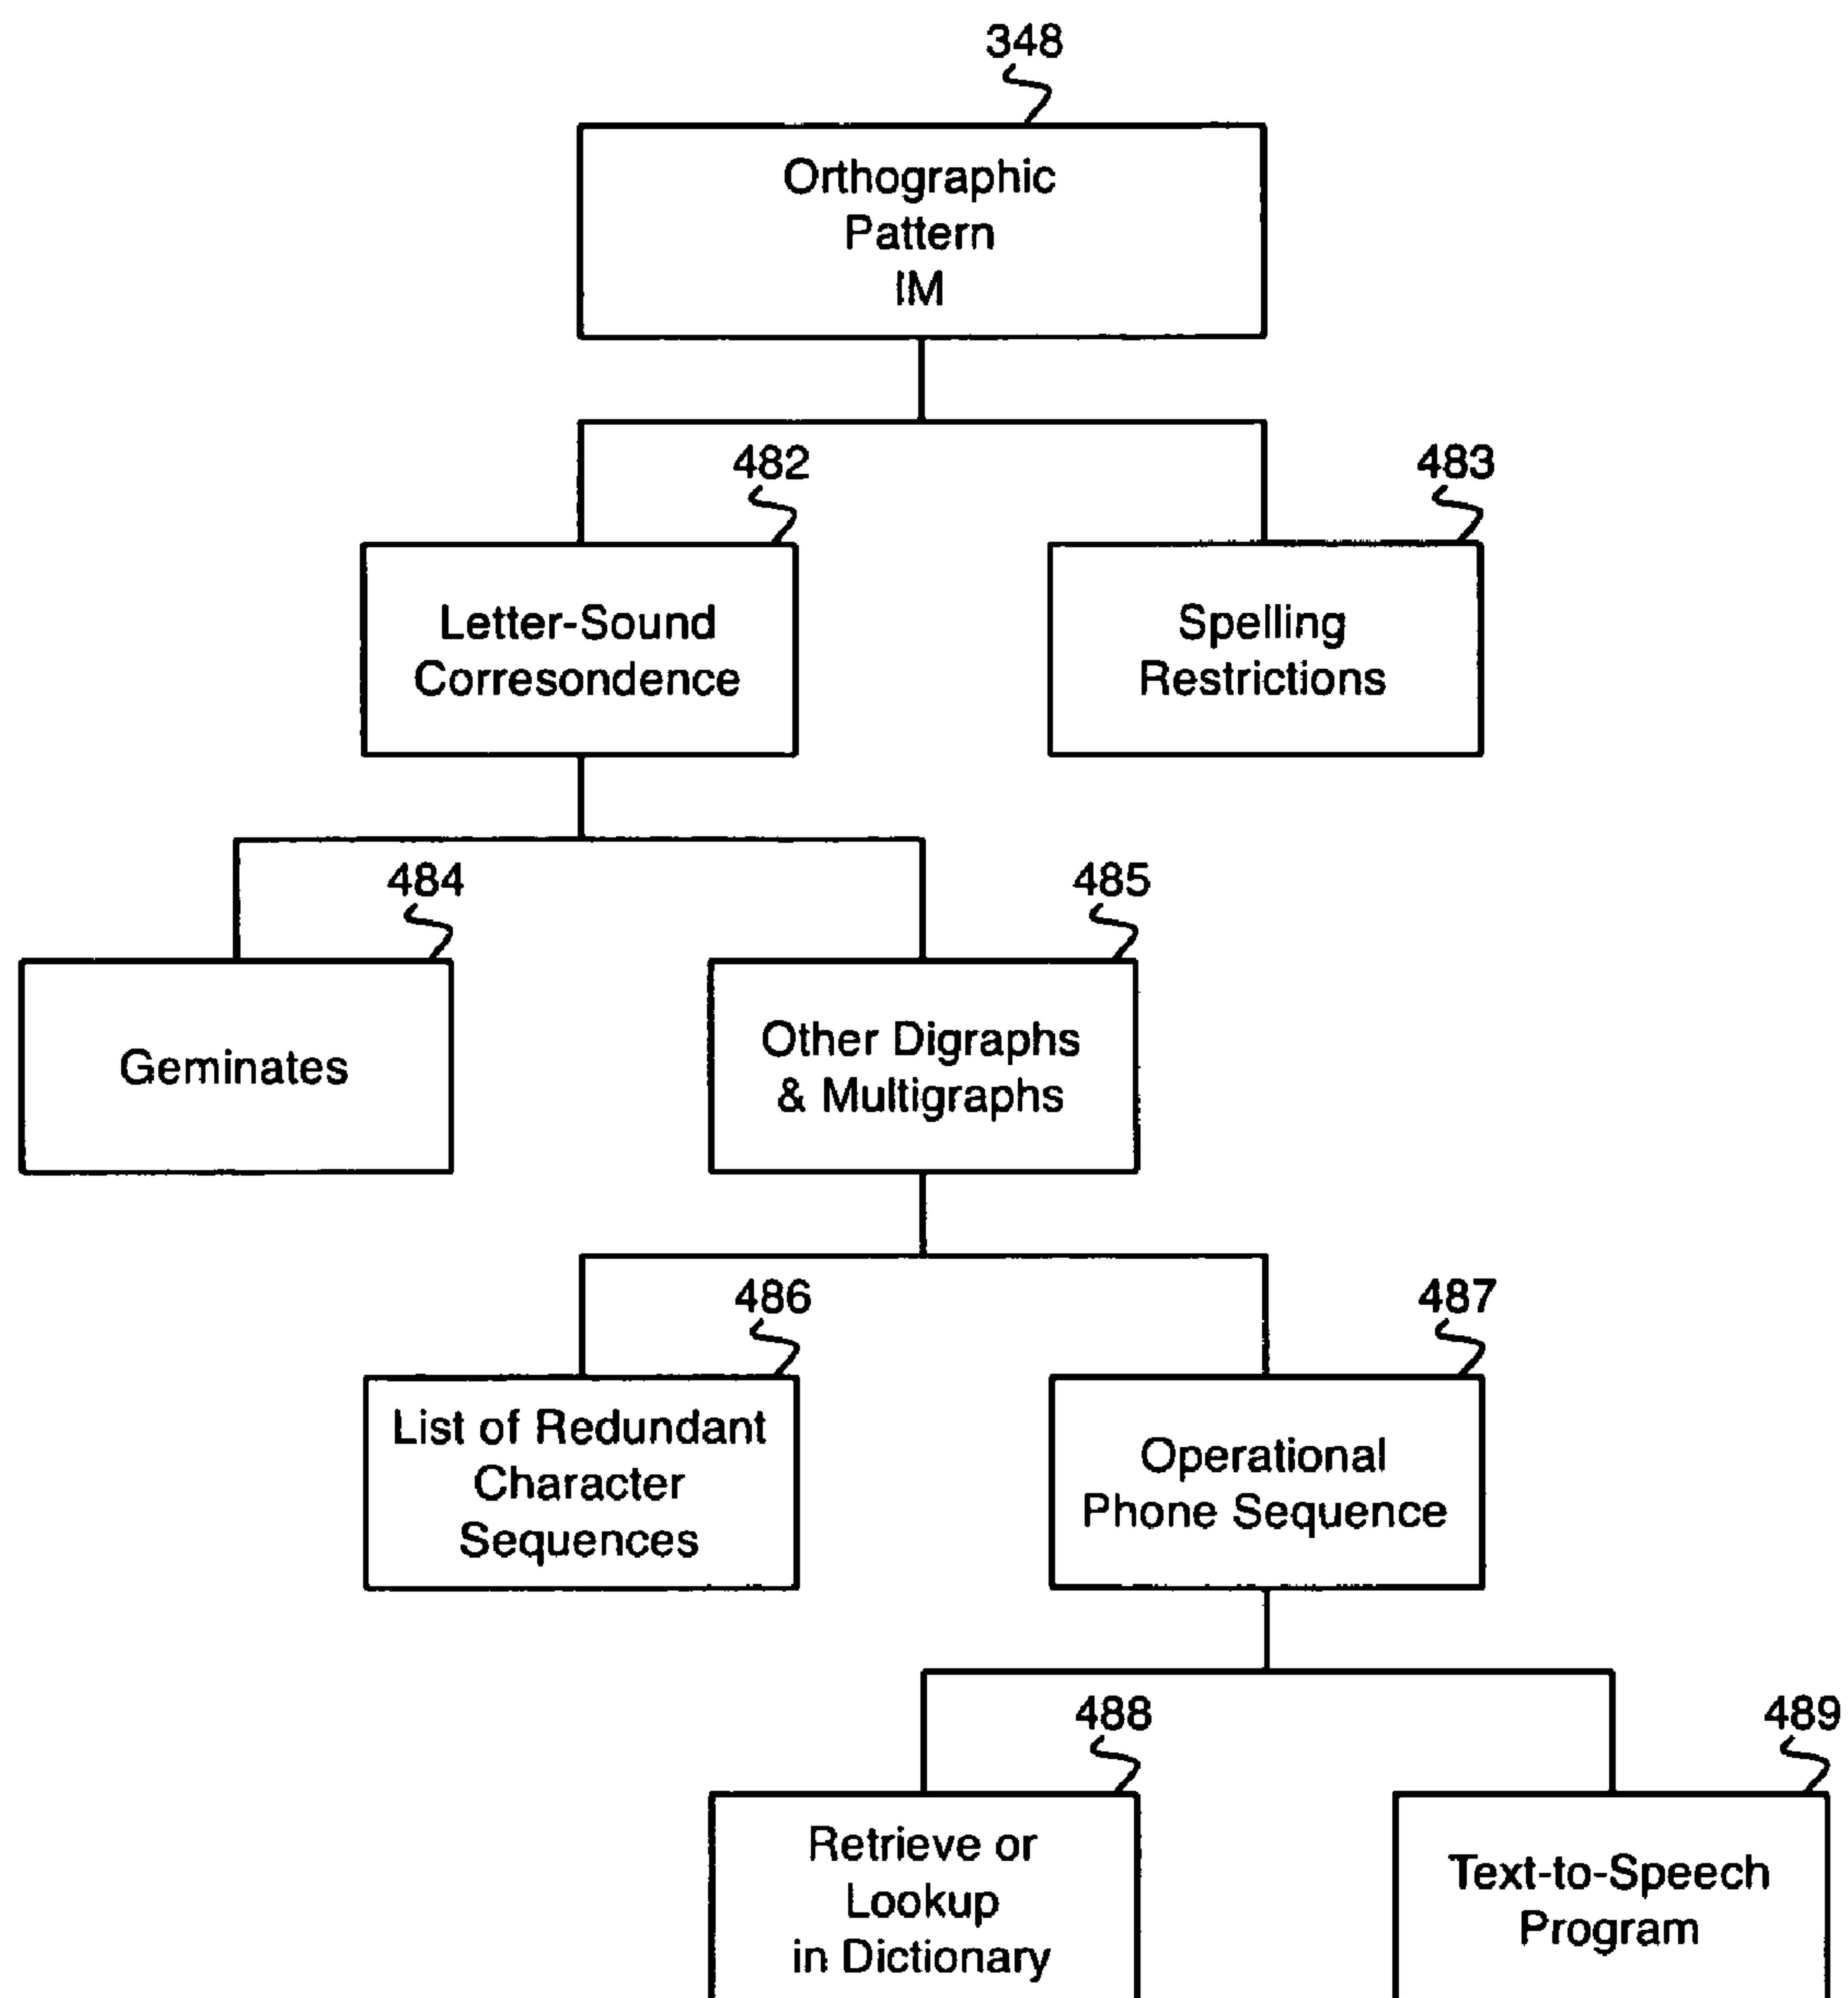 348
Orthographic
Pattern
IM
482
483
Letter-Sound
Corresondence
Spelling
Restrictions
484
485
Geminates
Other Digraphs
& Multigraphs
486
487
List of Redundant
Character
Sequences
Operational
Phone Sequence
488
489
Retrieve or
Lookup
in Dictionary
Text-to-Speech
Program